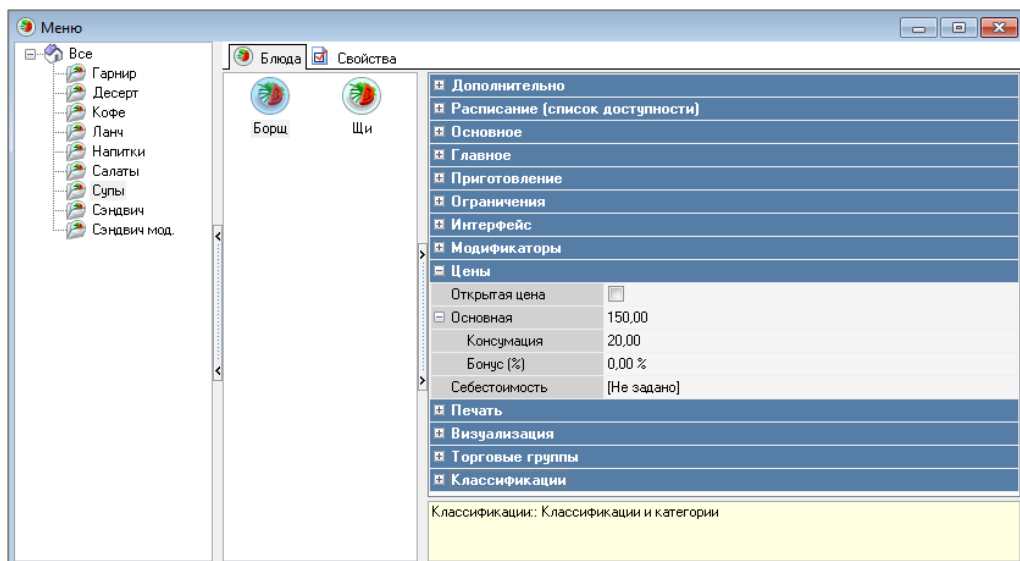 Меню
Все
Гарнир
Десерт
Кофе
Ланч
Напитки
Салаты
Супы
Сэндвич
Сэндвич мод.
Блюда Свойства
Борщ Щи
Дополнительно
Расписание (список доступности)
Основное
Главное
Приготовление
Ограничения
Интерфейс
Модификаторы
Цены
Открытая цена
Основная 150,00
Консумация 20,00
Бонус (%) 0,00 %
Себестоимость [Не задано]
Печать
Визуализация
Торговые группы
Классификации
Классификации:: Классификации и категории